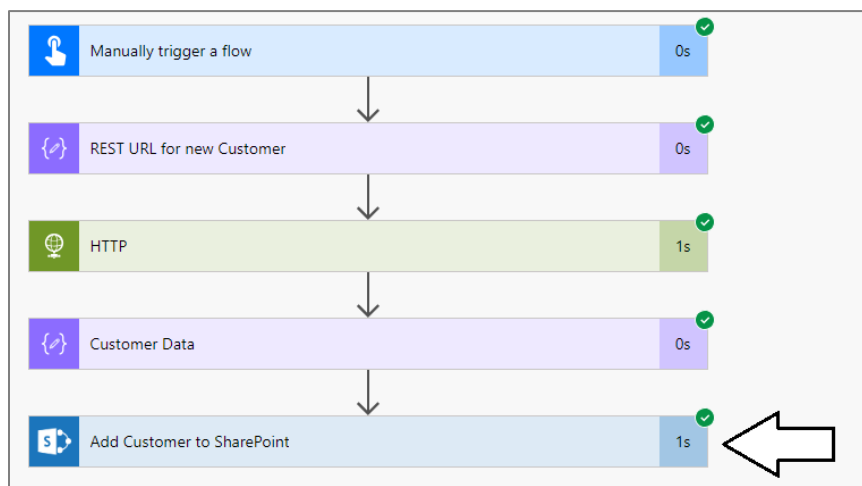 Manually trigger a flow
0s
REST URL for new Customer
0s
HTTP
1s
Customer Data
0s
S
Add Customer to SharePoint
1s